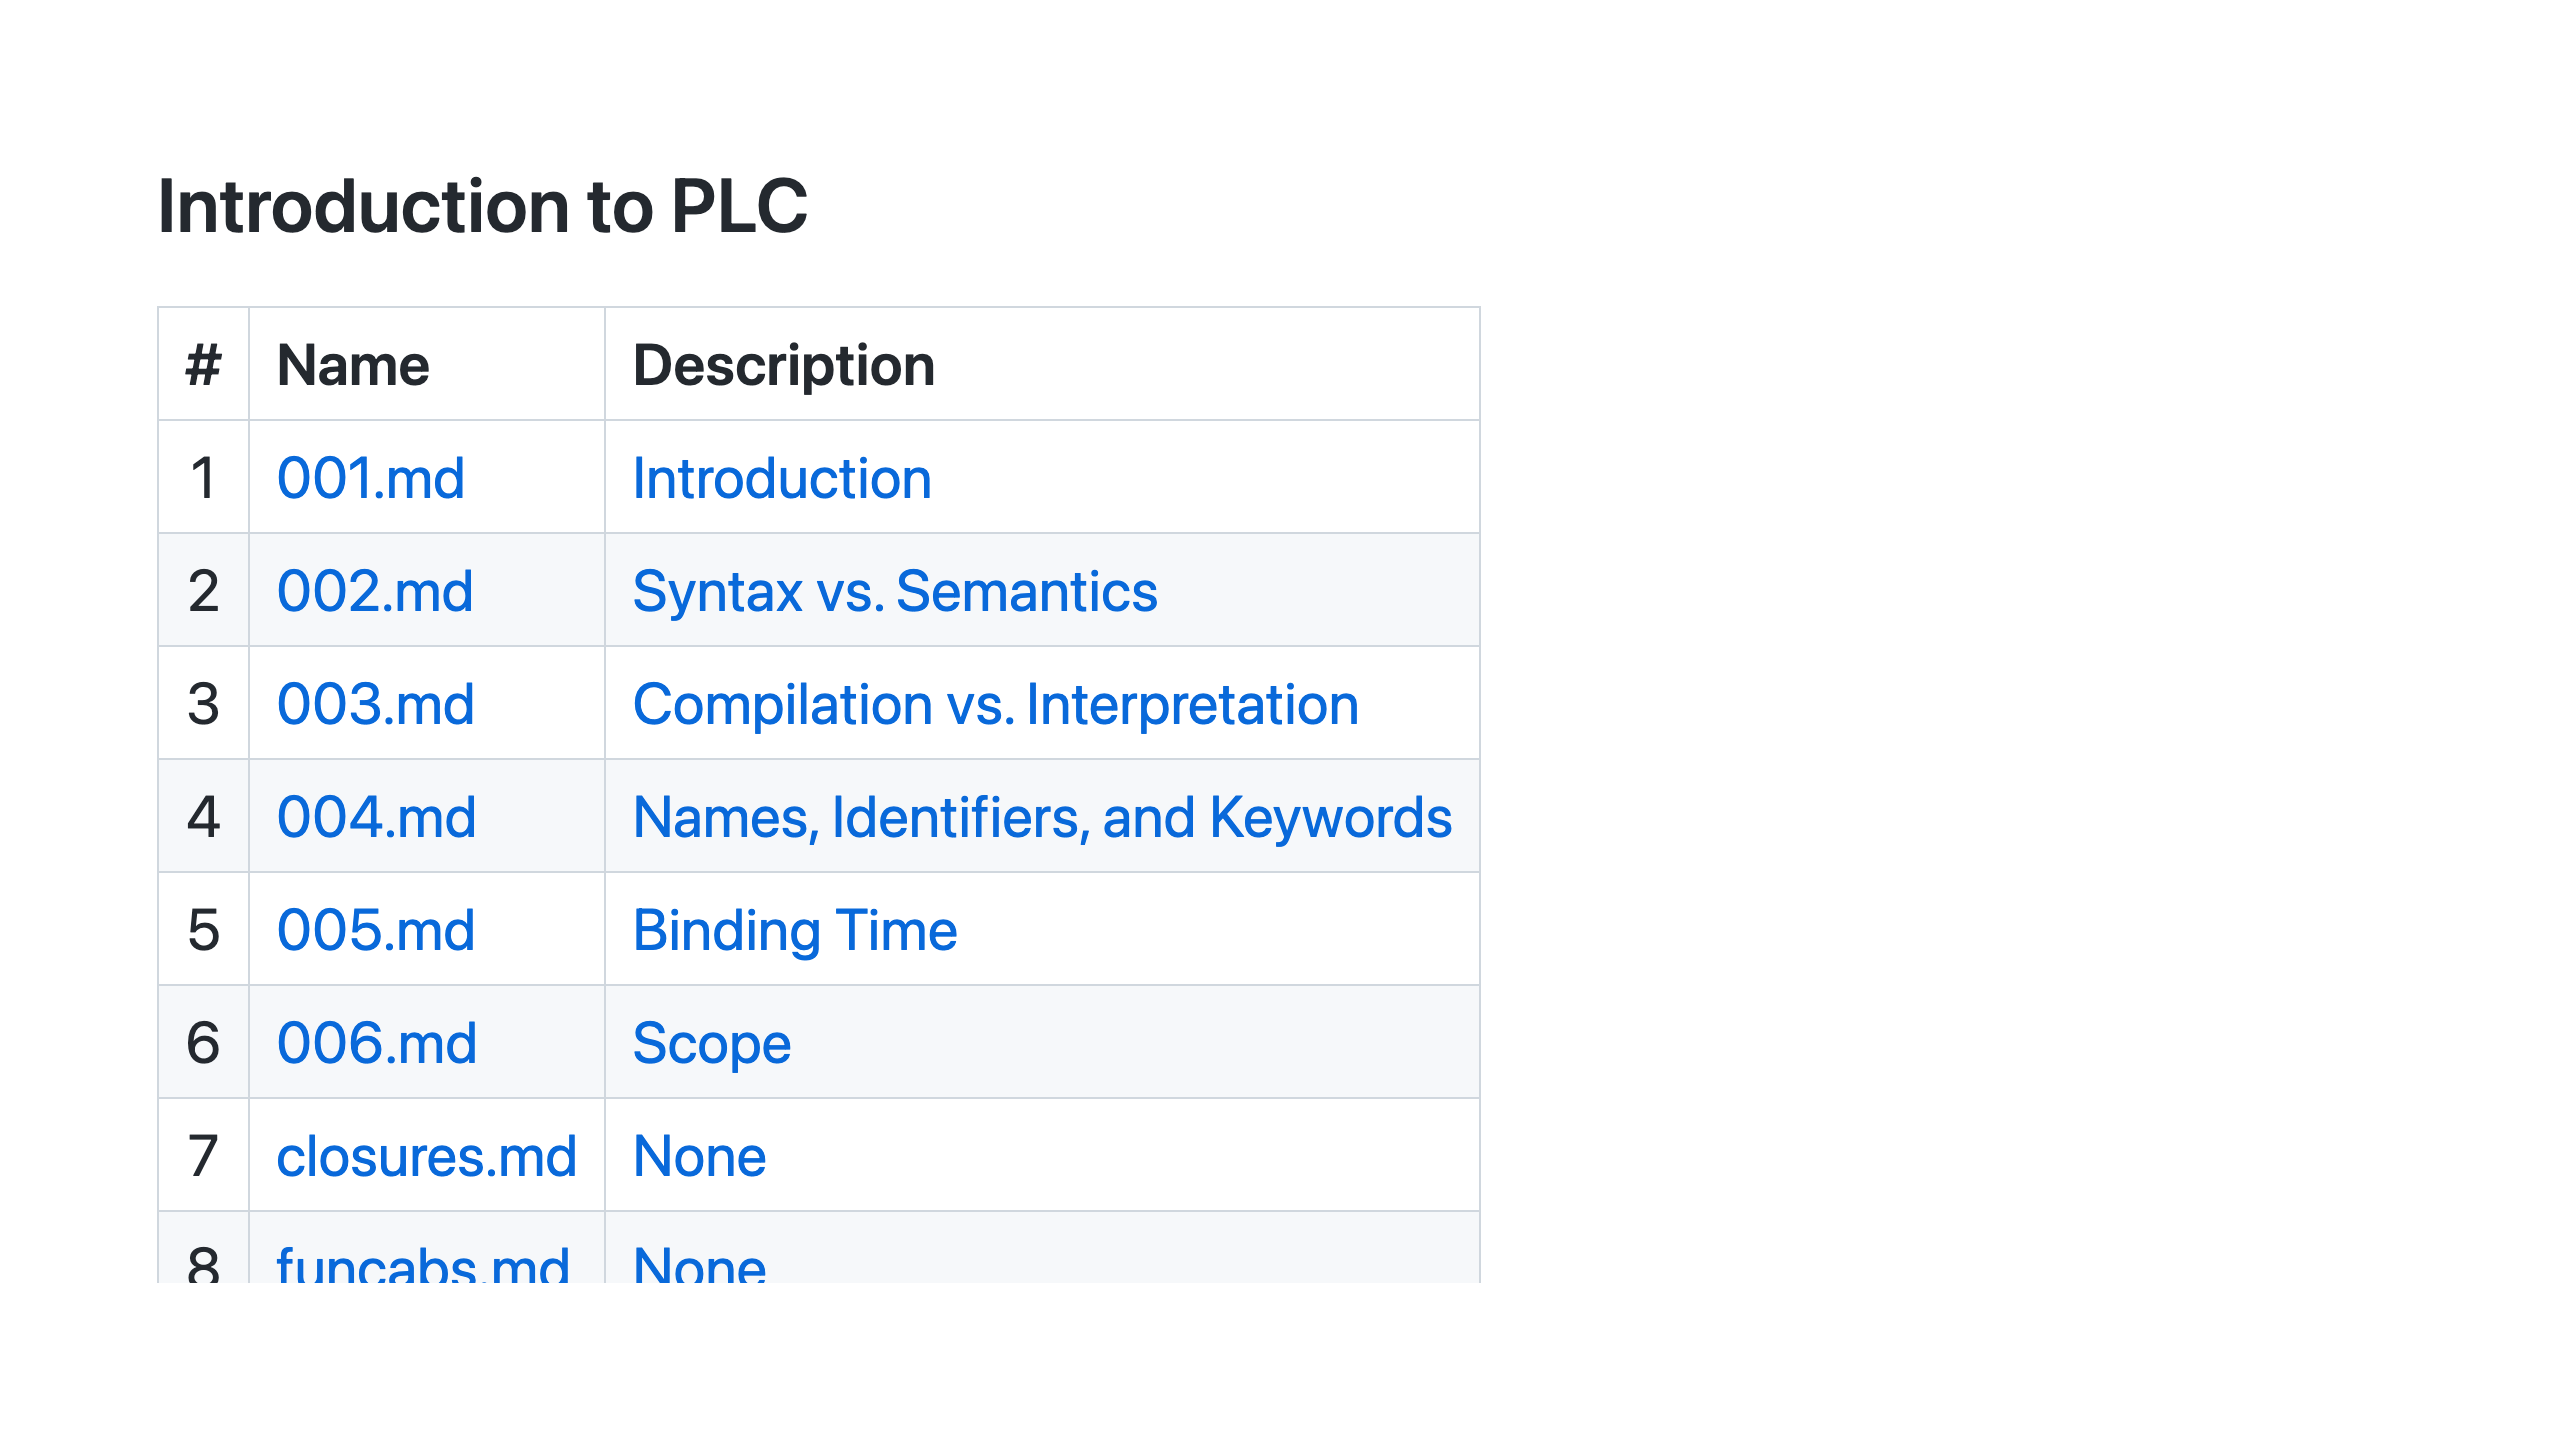 Introduction to PLC
# Name Description
1 001.md Introduction
2 002.md Syntax vs. Semantics
3 003.md Compilation vs. Interpretation
4 004.md Names, Identifiers, and Keywords
5 005.md Binding Time
6 006.md Scope
7 closures.md None
8 funcabs.md None